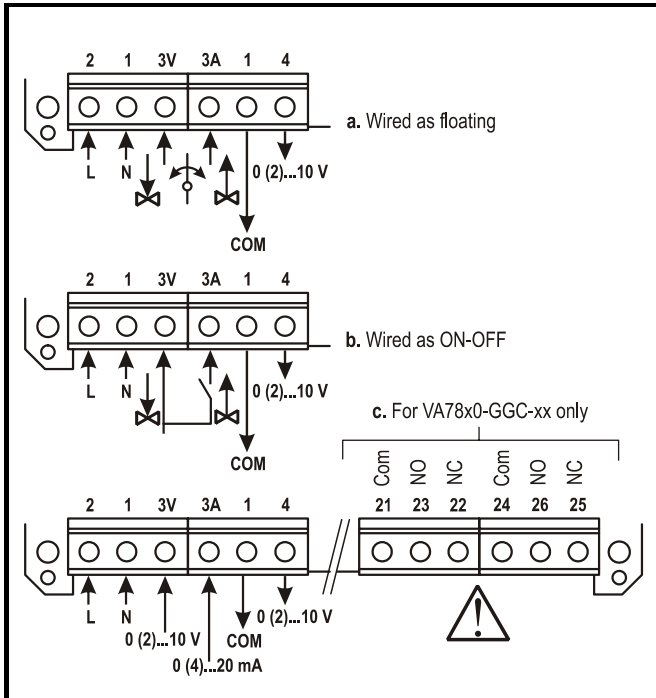 2 1 3V 3A 1 4
a. Wired as floating
L N 0 (2)...10 V
COM
2 1 3V 3A 1 4
b. Wired as ON-OFF
L N 0 (2)...10 V
COM
c. For VA78x0-GGC-xx only
Com NO NC Com NO NC
2 1 3V 3A 1 4 21 23 22 24 26 25
L N 0 (2)...10 V
0 (2)...10 V COM
0 (4)...20 mA
!